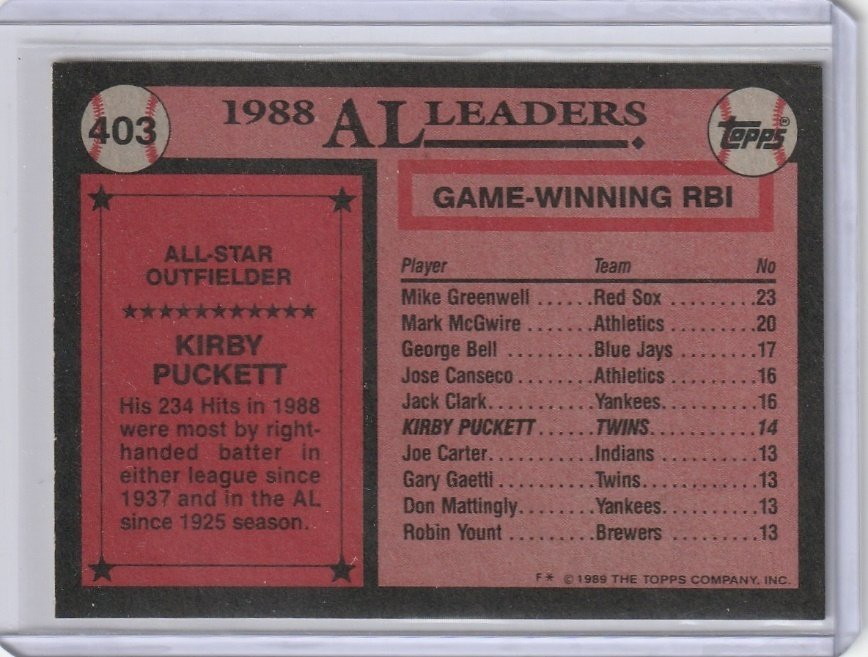 403
1988 AL LEADERS
TOPPS®
ALL-STAR
OUTFIELDER
★★★★★★★★★★★
KIRBY
PUCKETT
His 234 Hits in 1988
were most by right-
handed batter in
either league since
1937 and in the AL
since 1925 season.
GAME-WINNING RBI
Player Team No
Mike Greenwell ......Red Sox .........23
Mark McGwire .......Athletics .........20
George Bell .........Blue Jays ........17
Jose Canseco........Athletics .........16
Jack Clark...........Yankees..........16
KIRBY PUCKETT......TWINS...........14
Joe Carter...........Indians ..........13
Gary Gaetti .........Twins............13
Don Mattingly.......Yankees..........13
Robin Yount ........Brewers .........13
F* © 1989 THE TOPPS COMPANY, INC.